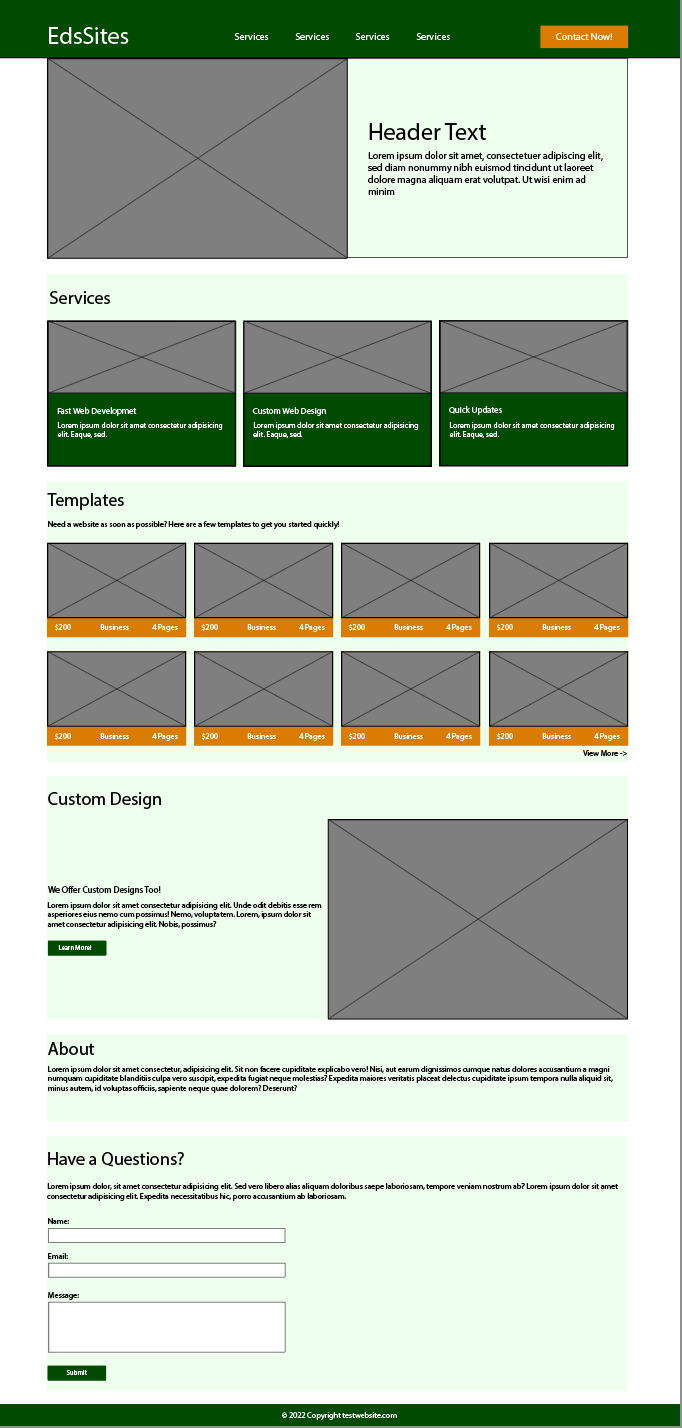 EdsSites
Services Services Services Services
Contact Now!
Header Text
Lorem ipsum dolor sit amet, consectetuer adipiscing elit,
sed diam nonummy nibh euismod tincidunt ut laoreet
dolore magna aliquam erat volutpat. Ut wisi enim ad
minim
Services
Fast Web Developmet
Lorem ipsum dolor sit amet consectetur adipisicing
elit. Eaque, sed.
Custom Web Design
Lorem ipsum dolor sit amet consectetur adipisicing
elit. Eaque, sed.
Quick Updates
Lorem ipsum dolor sit amet consectetur adipisicing
elit. Eaque, sed.
Templates
Need a website as soon as possible? Here are a few templates to get you started quickly!
$200 Business 4 Pages
$200 Business 4 Pages
$200 Business 4 Pages
$200 Business 4 Pages
$200 Business 4 Pages
$200 Business 4 Pages
$200 Business 4 Pages
$200 Business 4 Pages
View More ->
Custom Design
We Offer Custom Designs Too!
Lorem ipsum dolor sit amet consectetur adipisicing elit. Unde odit debitis esse rem
asperiores eius nemo cum possimus! Nemo, voluptatem. Lorem, ipsum dolor sit
amet consectetur adipisicing elit. Nobis, possimus?
Learn More!
About
Lorem ipsum dolor sit amet consectetur, adipisicing elit. Sit non facere cupiditate explicabo vero! Nisi, aut earum dignissimos cumque natus dolores accusantium a magni
numquam cupiditate blanditiis culpa vero suscipit, expedita fugiat neque molestias? Expedita maiores veritatis placeat delectus cupiditate ipsum tempora nulla aliquid sit,
minus autem, id voluptas officiis, sapiente neque quae dolorem? Deserunt?
Have a Questions?
Lorem ipsum dolor, sit amet consectetur adipisicing elit. Sed vero libero alias aliquam doloribus saepe laboriosam, tempore veniam nostrum ab? Lorem ipsum dolor sit amet
consectetur adipisicing elit. Expedita necessitatibus hic, porro accusantium ab laboriosam.
Name:
Email:
Message:
Submit
© 2022 Copyright testwebsite.com